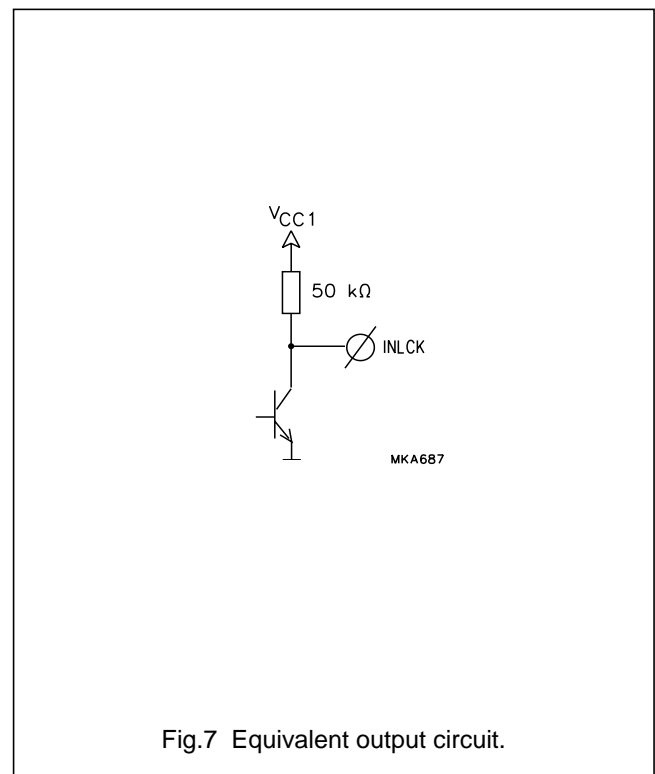 VCC1
50 kΩ
INLCK
MKA687
Fig.7 Equivalent output circuit.